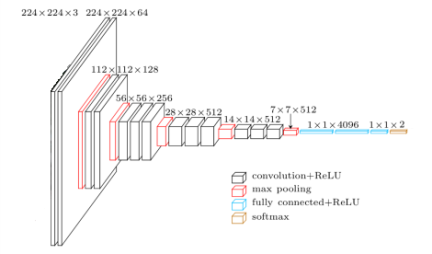 224×224×3 224×224×64
112×112×128
56×56×256
28×28×512
14×14×512
7×7×512
1×1×4096 1×1×2
convolution+ReLU
max pooling
fully connected+ReLU
softmax